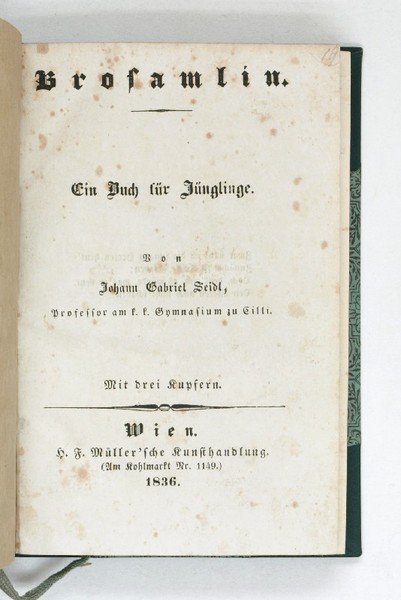 Brosamlin.
Ein Buch für Jünglinge.
Von
Johann Gabriel Seidl,
Professor am k. k. Gymnasium zu Cilli.
Mit drei Kupfern.
Wien.
H. F. Müller'sche Kunsthandlung.
(Am Kohlmarkt Nr. 1149.)
1836.